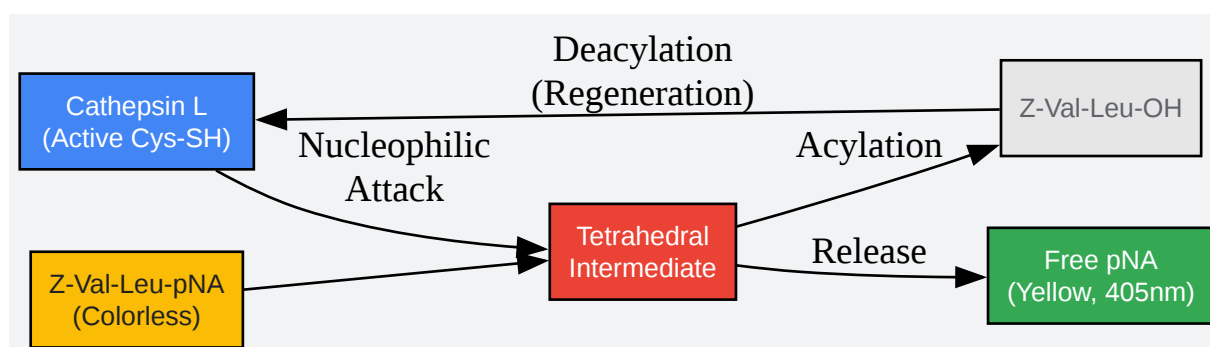 Deacylation
(Regeneration)
Cathepsin L
(Active Cys-SH)
Z-Val-Leu-OH
Nucleophilic
Attack
Acylation
Tetrahedral
Intermediate
Release
Z-Val-Leu-pNA
(Colorless)
Free pNA
(Yellow, 405nm)